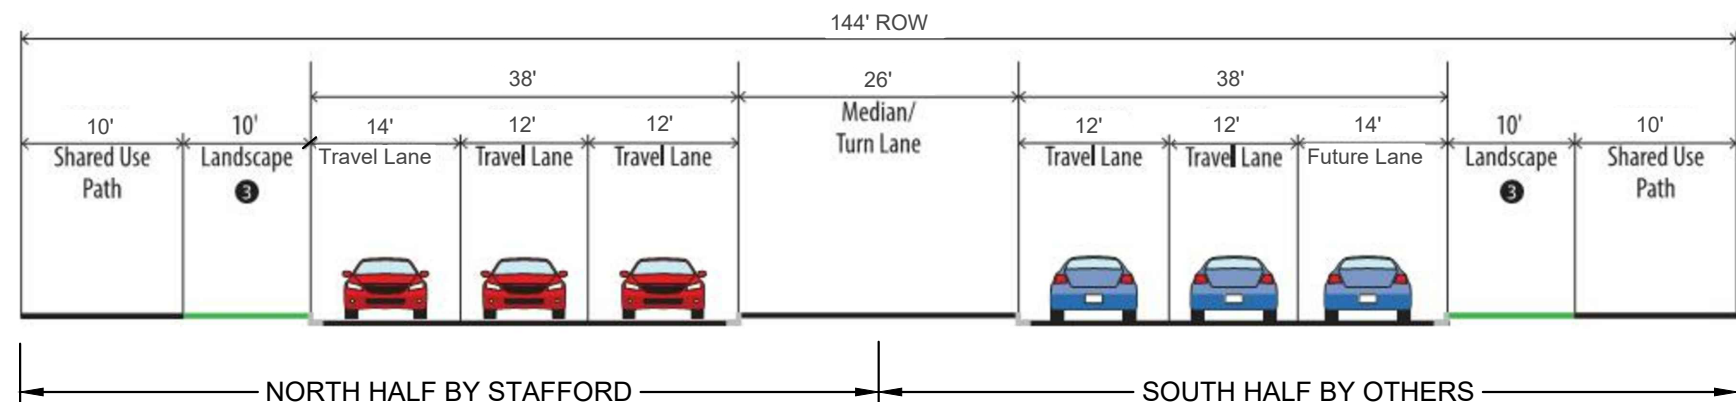 144' ROW
38'
26'
38'
Median/
Turn Lane
10'
10'
14'
12'
12'
12'
12'
14'
10'
10'
Shared Use
Path
Landscape
3
Travel Lane
Travel Lane
Travel Lane
Travel Lane
Travel Lane
Future Lane
Landscape
3
Shared Use
Path
NORTH HALF BY STAFFORD
SOUTH HALF BY OTHERS